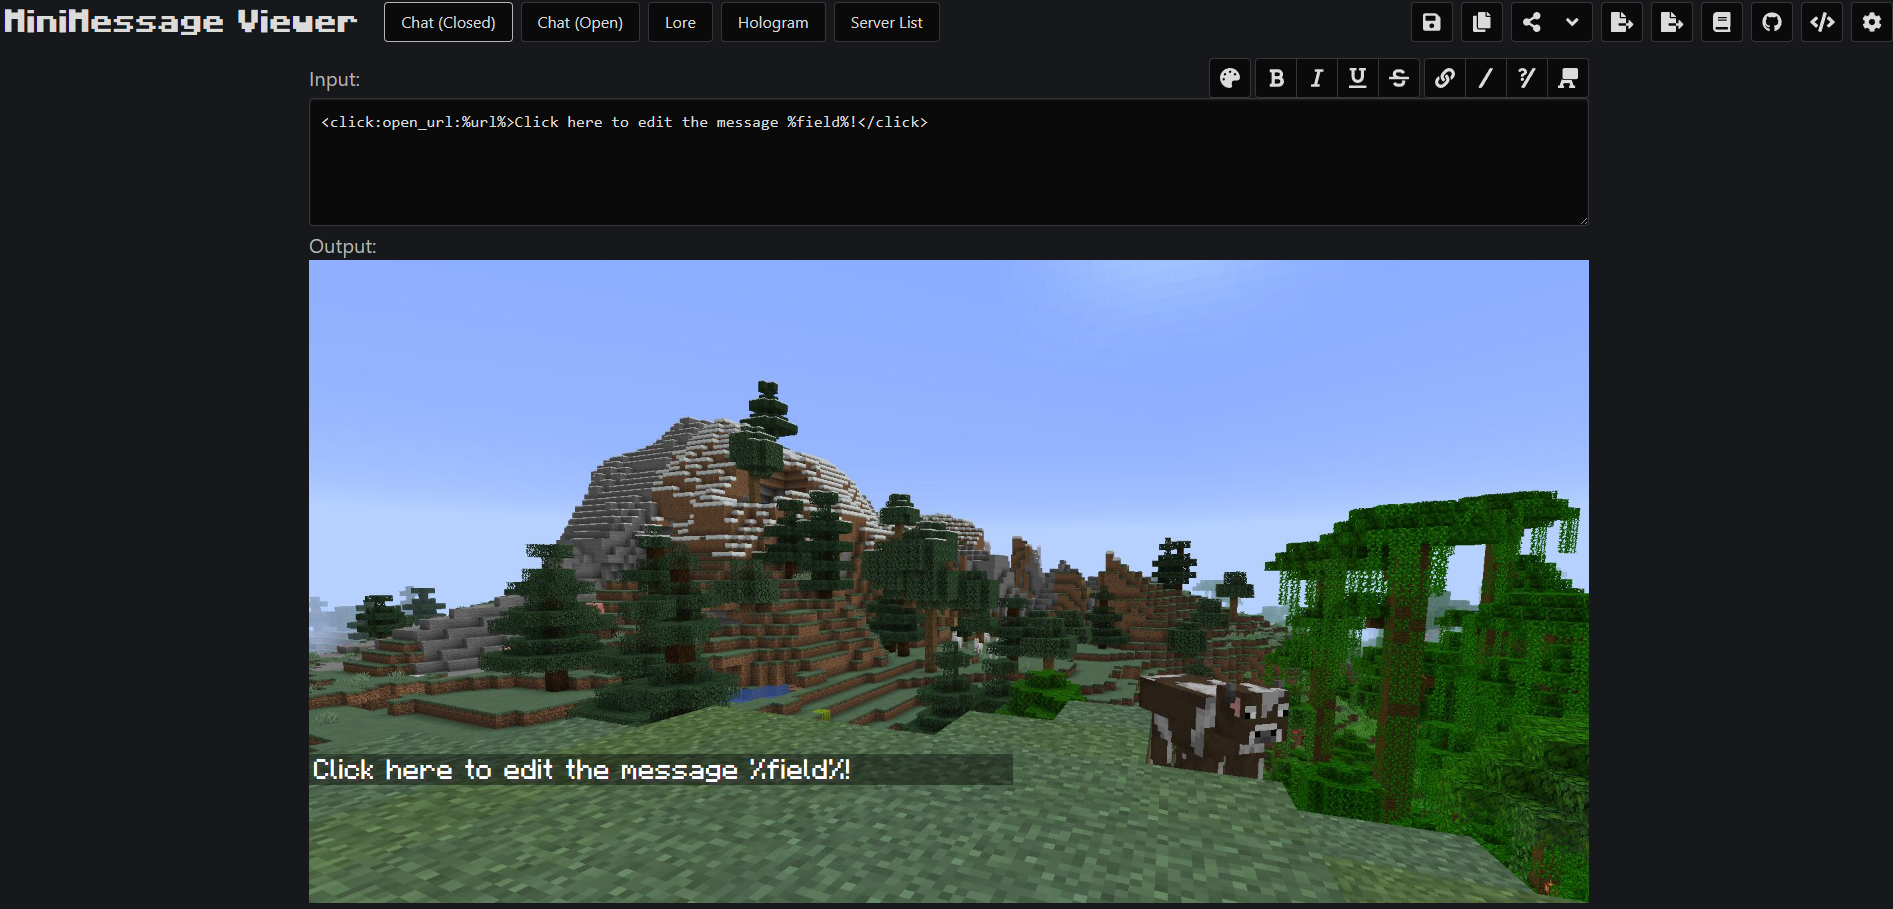 MiniMessage Viewer
Chat (Closed)
Chat (Open)
Lore
Hologram
Server List
Input:
<click:open_url:%url%>Click here to edit the message %field%!</click>
Output:
Click here to edit the message %field%!